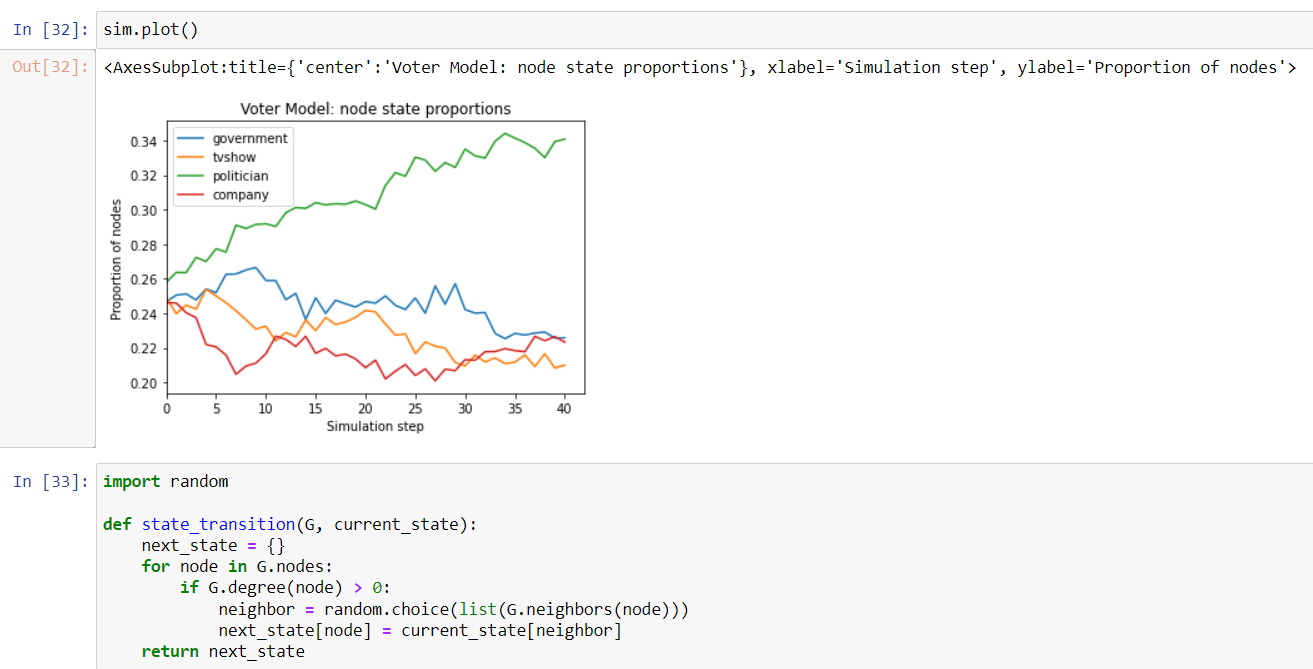 In [32]: sim.plot()
Out[32]: <AxesSubplot:title={'center':'Voter Model: node state proportions'}, xlabel='Simulation step', ylabel='Proportion of nodes'>
Voter Model: node state proportions
government
tvshow
politician
company
0.34
0.32
0.30
0.28
0.26
0.24
0.22
0.20
Proportion of nodes
0 5 10 15 20 25 30 35 40
Simulation step
In [33]: import random
def state_transition(G, current_state):
    next_state = {}
    for node in G.nodes:
        if G.degree(node) > 0:
            neighbor = random.choice(list(G.neighbors(node)))
            next_state[node] = current_state[neighbor]
    return next_state